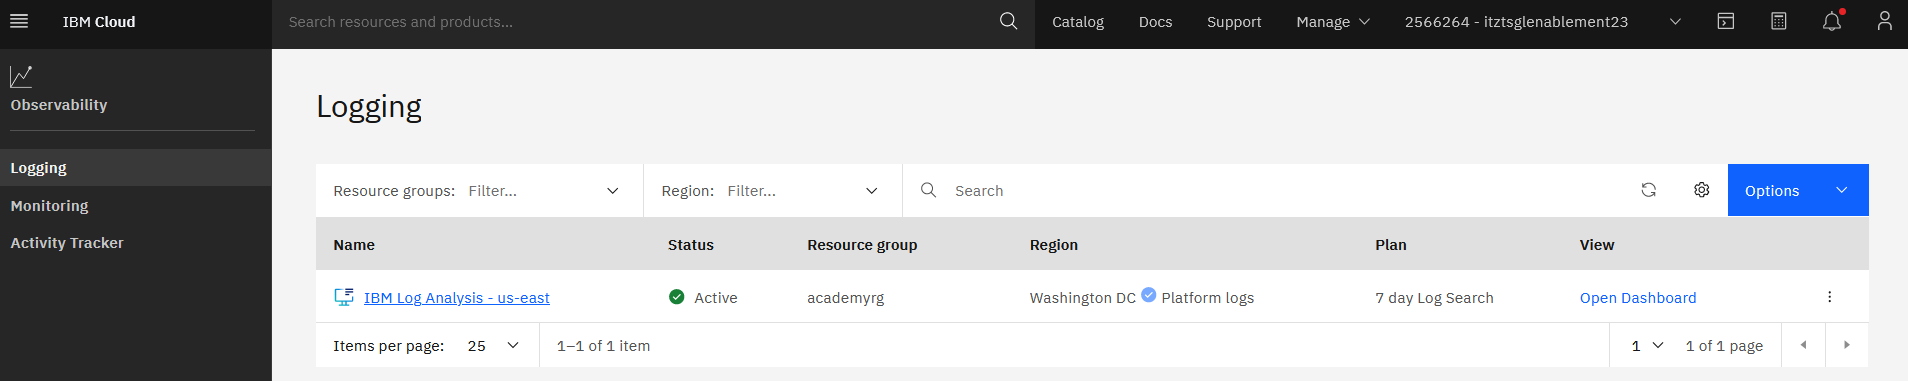 IBM Cloud
Search resources and products...
Catalog
Docs
Support
Manage
2566264 - itztsglenablement23
Observability
Logging
Monitoring
Activity Tracker
Logging
Resource groups: Filter...
Region: Filter...
Search
Options
Name Status Resource group Region Plan View
IBM Log Analysis - us-east Active academyrg Washington DC Platform logs 7 day Log Search Open Dashboard
Items per page: 25 1–1 of 1 item 1 1 of 1 page